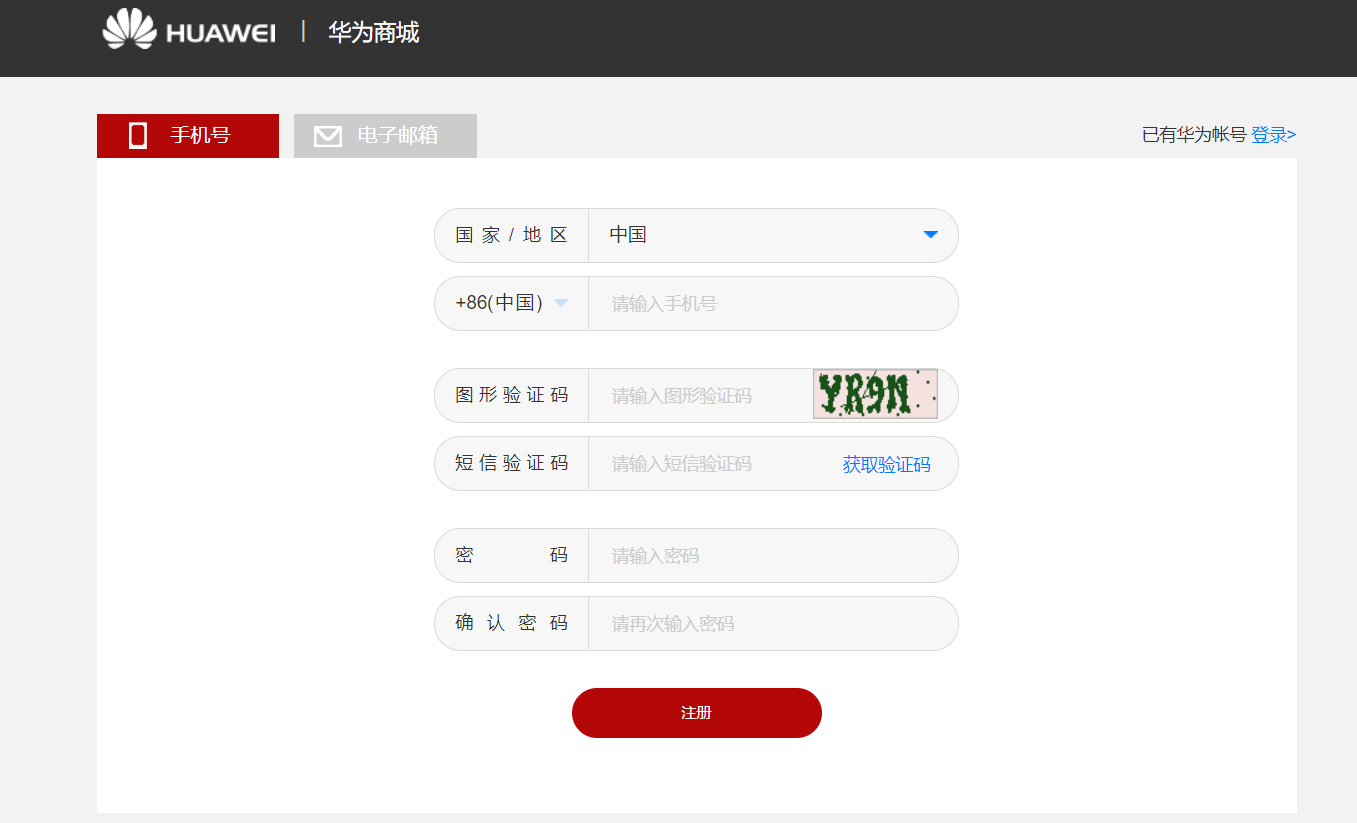 HUAWEI | 华为商城
手机号 电子邮箱 已有华为帐号 登录>
国家/地区 中国
+86(中国) 请输入手机号
图形验证码 请输入图形验证码 YR9N
短信验证码 请输入短信验证码 获取验证码
密码 请输入密码
确认密码 请再次输入密码
注册